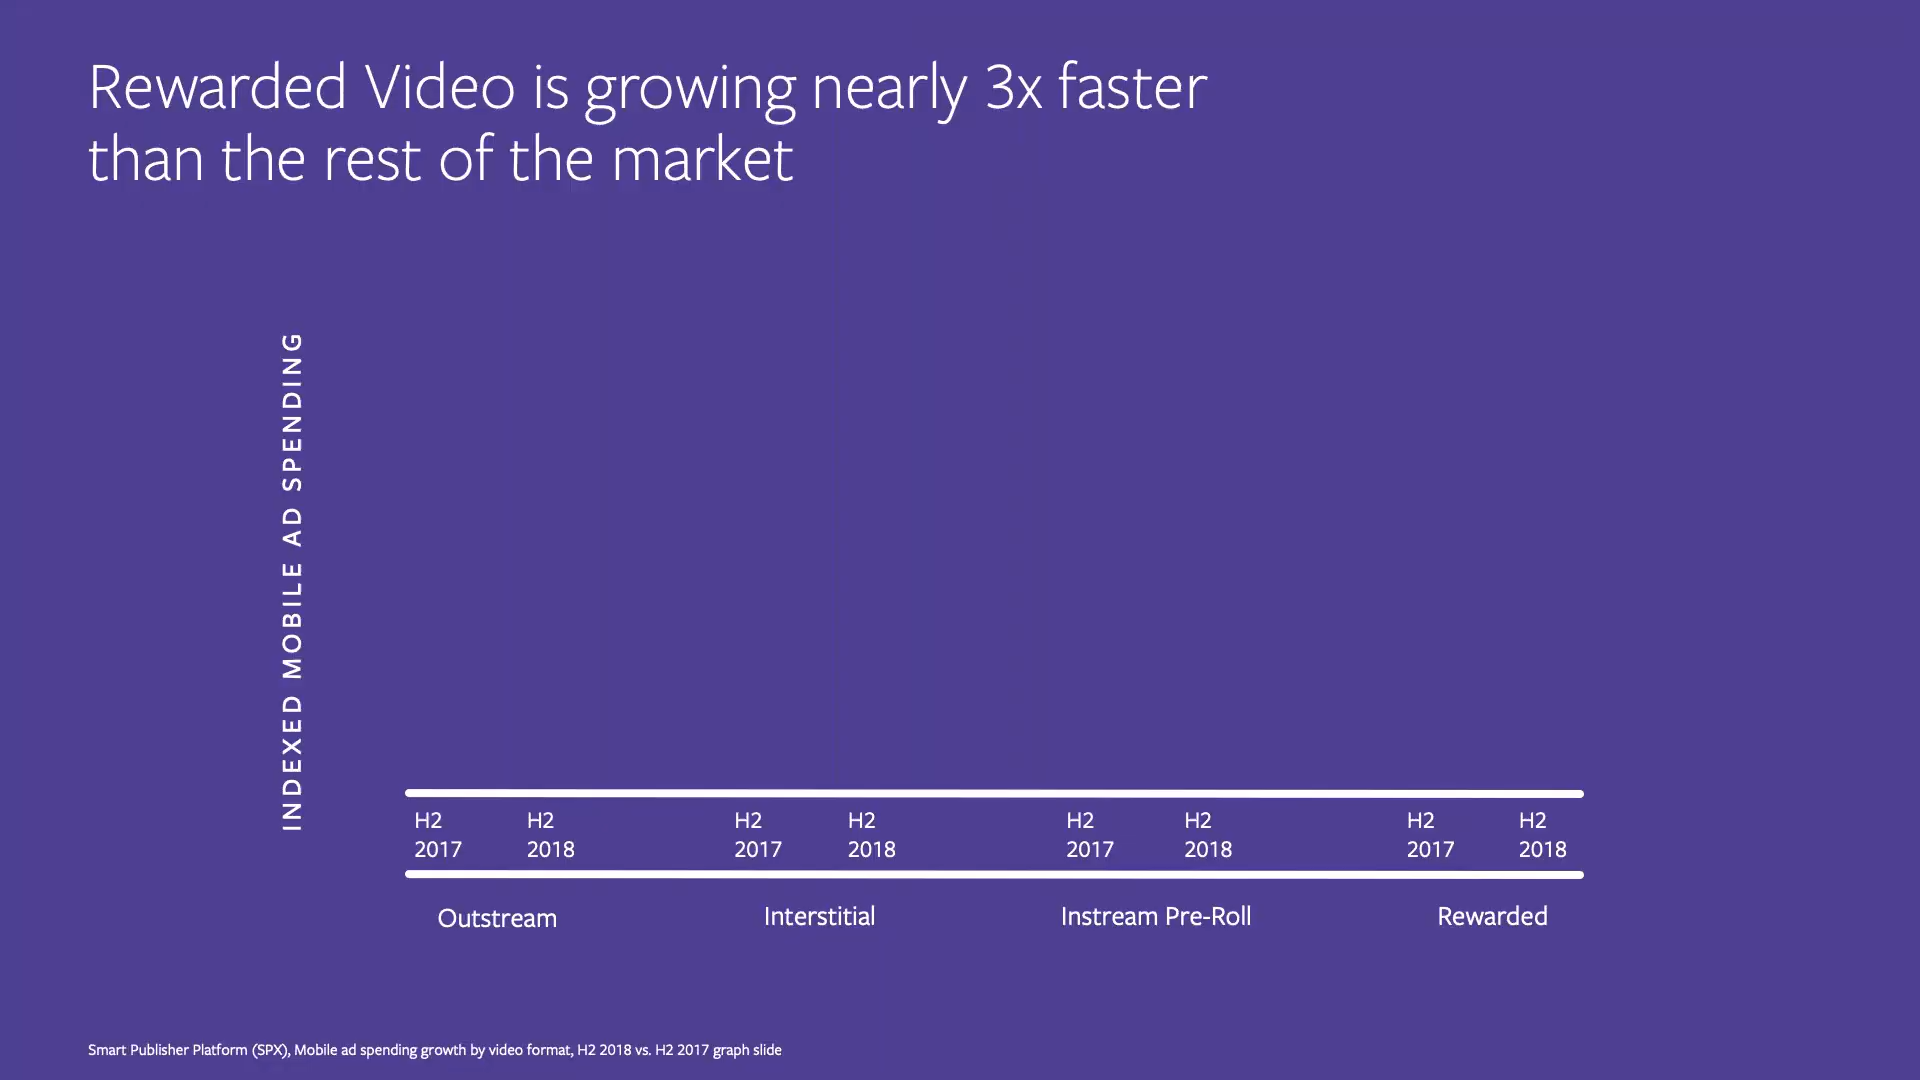 Rewarded Video is growing nearly 3x faster
than the rest of the market
INDEXED MOBILE AD SPENDING
H2 2017
H2 2018
H2 2017
H2 2018
H2 2017
H2 2018
H2 2017
H2 2018
Outstream
Interstitial
Instream Pre-Roll
Rewarded
Smart Publisher Platform (SPX), Mobile ad spending growth by video format, H2 2018 vs. H2 2017 graph slide